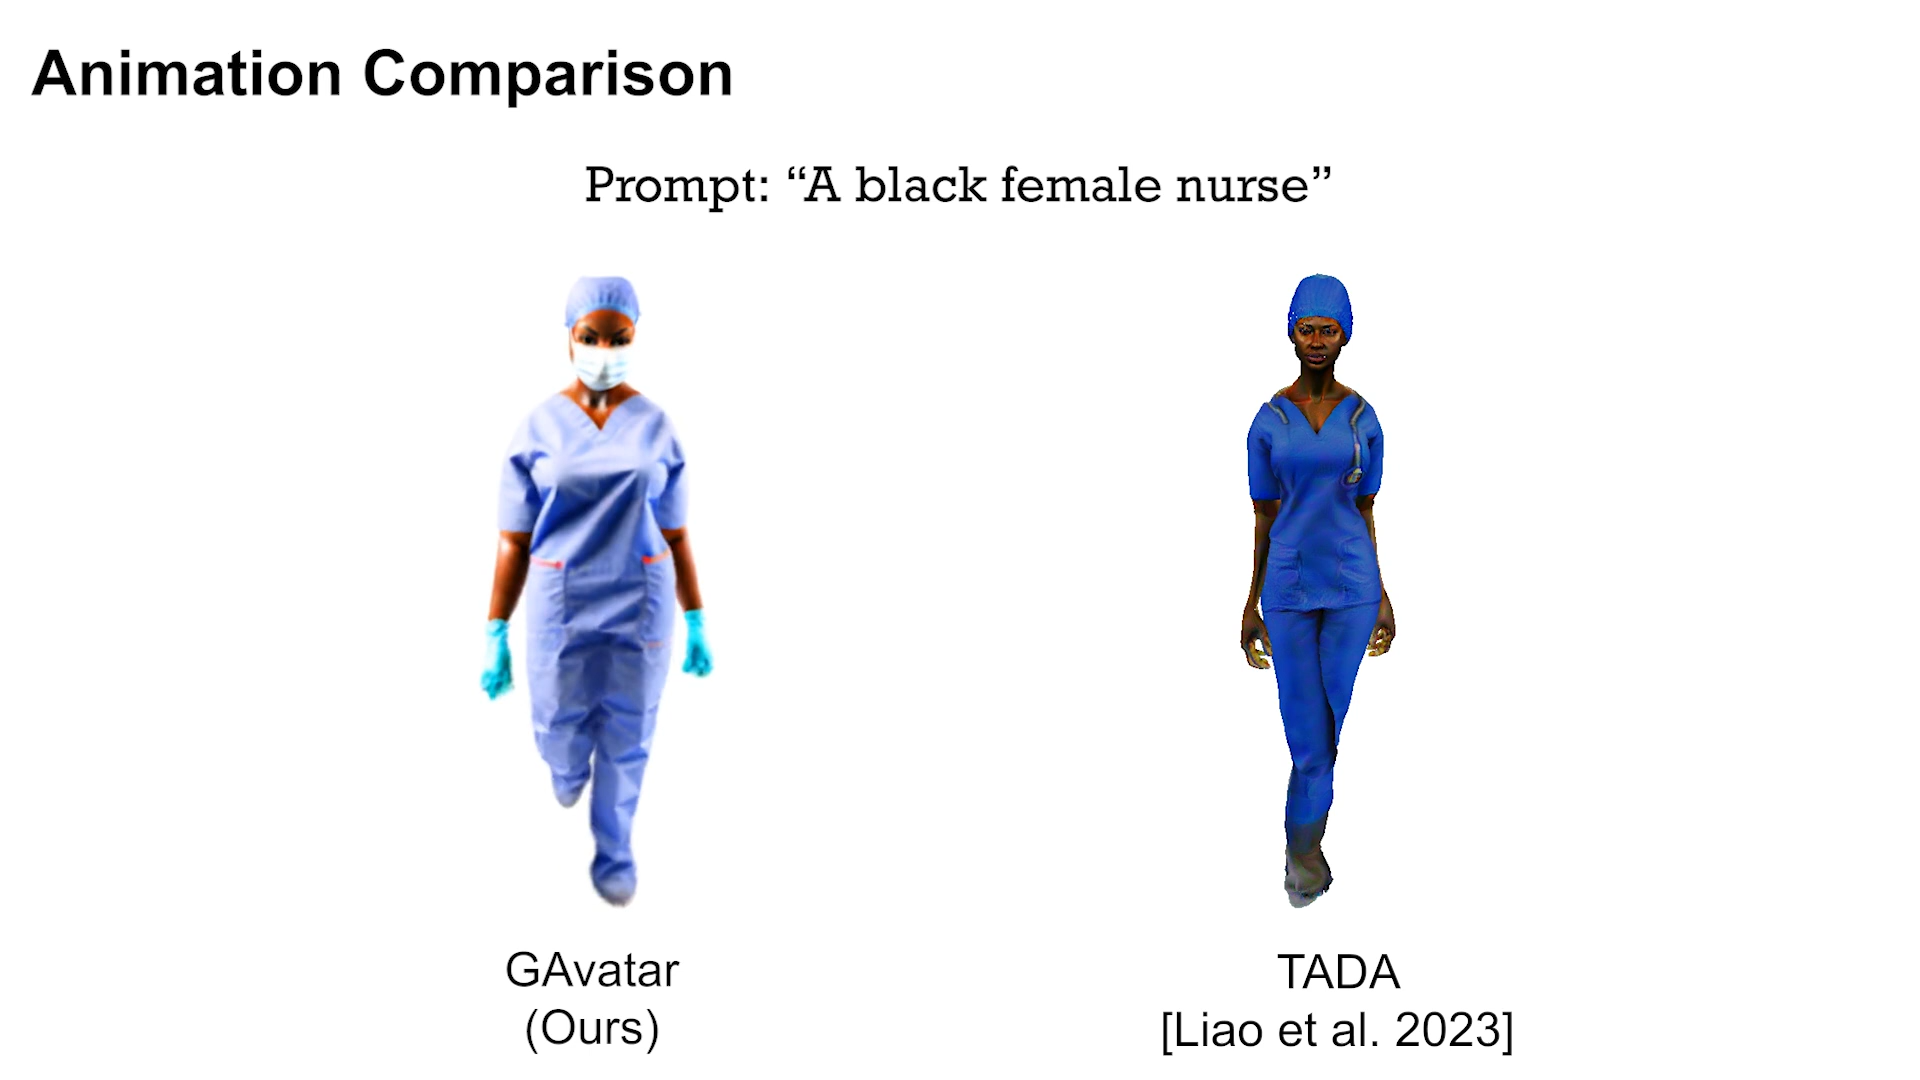 Animation Comparison
Prompt: “A black female nurse”
GAvatar
(Ours)
TADA
[Liao et al. 2023]